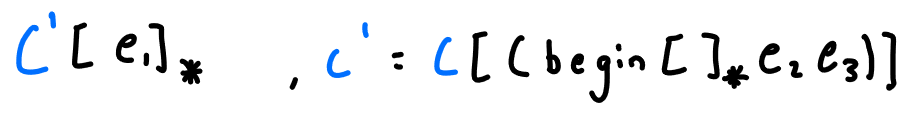 C'[ e₁]* , c' = C[ (begin [ ]* e₂ e₃)]